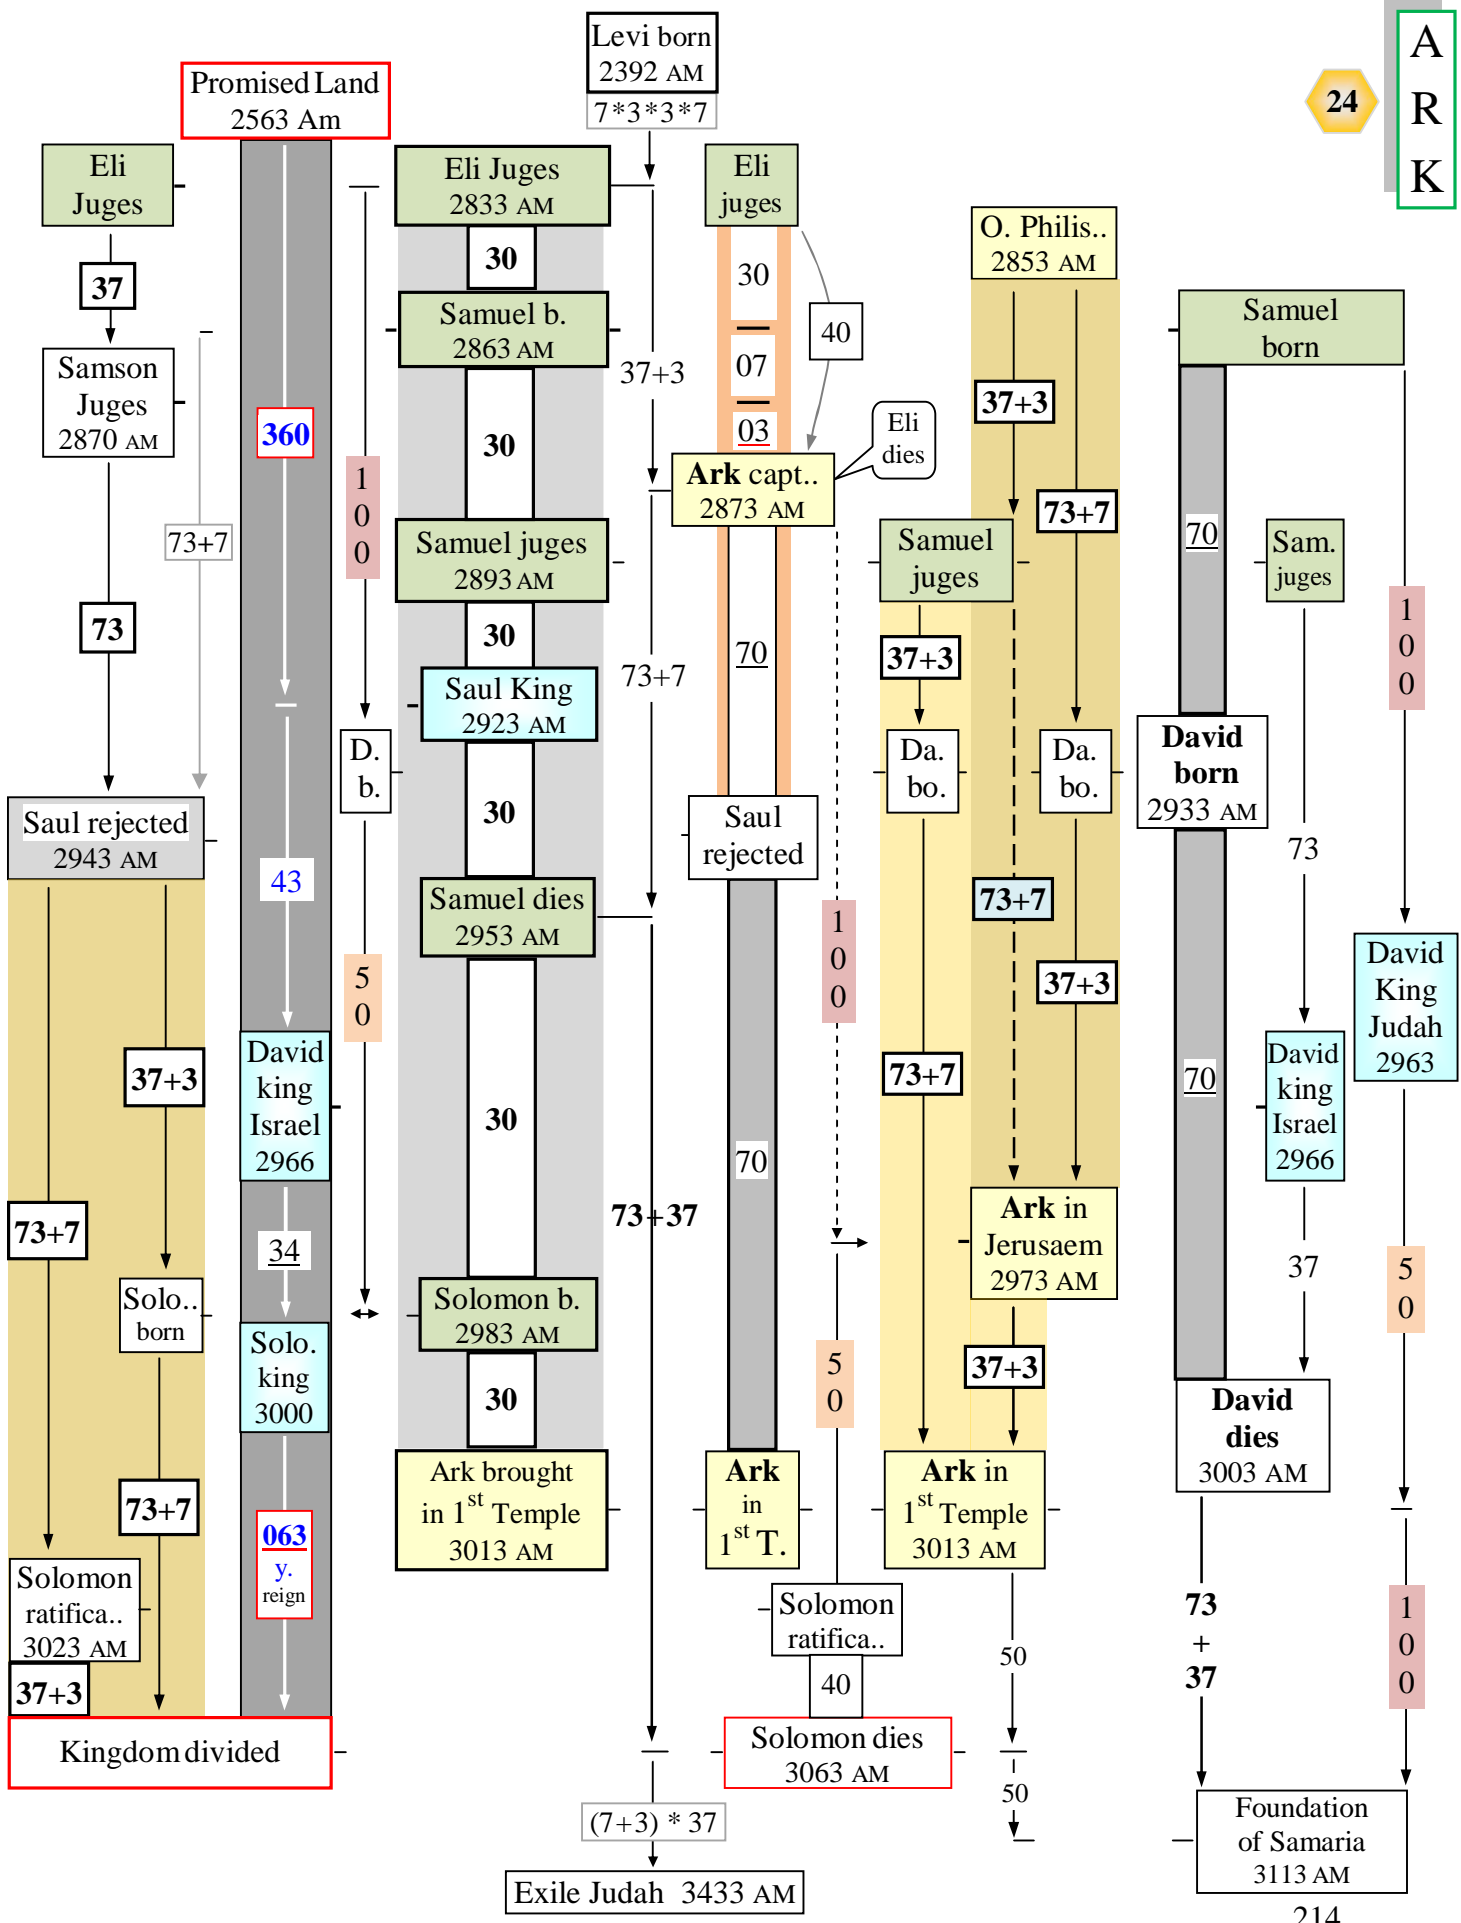 Levi born
2392 AM
7*3*3*7
A
R
K
24
Promised Land
2563 Am
Eli
Juges
37
Samson
Juges
2870 AM
73+7
73
Saul rejected
2943 AM
37+3
73+7
Solo..
born
73+7
Solomon
ratifica..
3023 AM
37+3
Kingdom divided
360
43
David
king
Israel
2966
34
Solo.
king
3000
063
y.
reign
1
0
0
D.
b.
5
0
Eli Juges
2833 AM
30
Samuel b.
2863 AM
30
Samuel juges
2893 AM
30
Saul King
2923 AM
30
Samuel dies
2953 AM
30
Solomon b.
2983 AM
30
Ark brought
in 1st Temple
3013 AM
37+3
73+7
73+37
(7+3) * 37
Exile Judah 3433 AM
Eli
juges
30
40
07
03
Eli
dies
Ark capt..
2873 AM
70
Saul
rejected
70
Ark
in
1st T.
1
0
0
5
0
Solomon
ratifica..
40
Solomon dies
3063 AM
O. Philis..
2853 AM
37+3
73+7
Samuel
juges
37+3
Da.
bo.
Da.
bo.
73+7
37+3
73+7
Ark in
Jerusaem
2973 AM
37+3
Ark in
1st Temple
3013 AM
50
50
Samuel
born
70
Sam.
juges
1
0
0
David
born
2933 AM
73
David
King
Judah
2963
David
king
Israel
2966
70
37
5
0
David
dies
3003 AM
73
+
37
1
0
0
Foundation
of Samaria
3113 AM
214